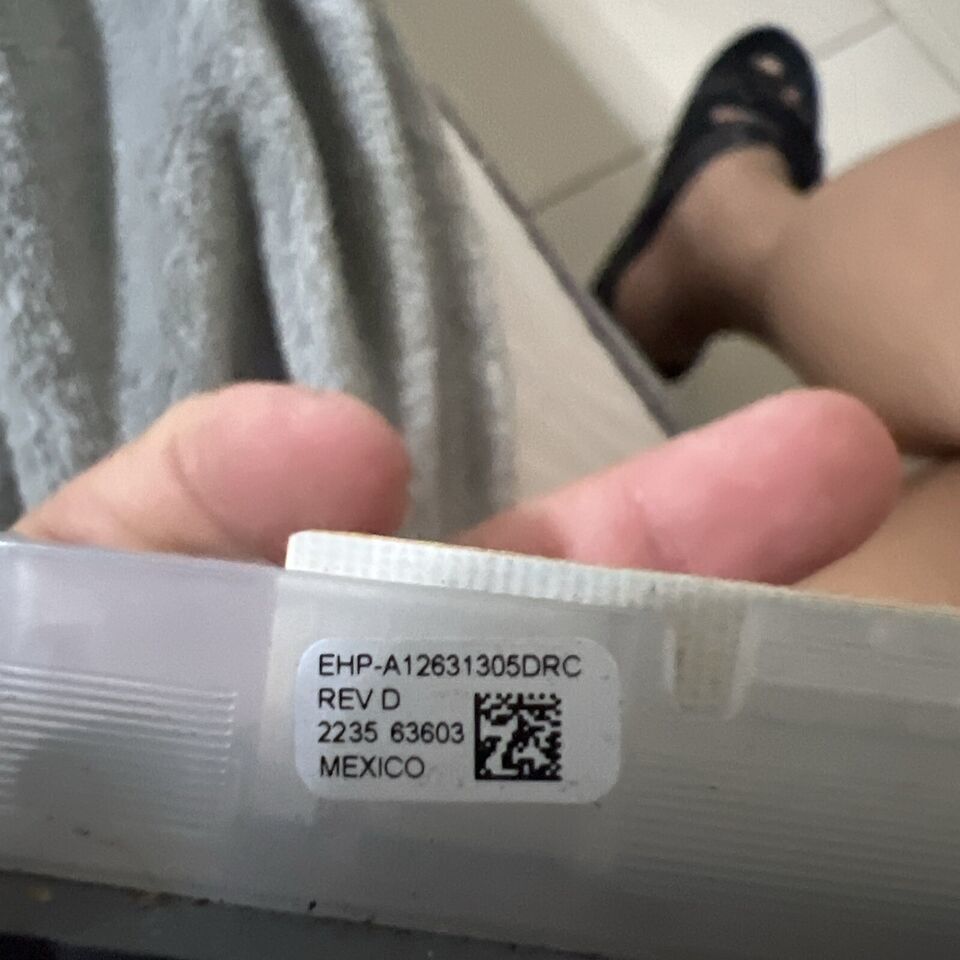 EHP-A12631305DRC
REV D
2235 63603
MEXICO